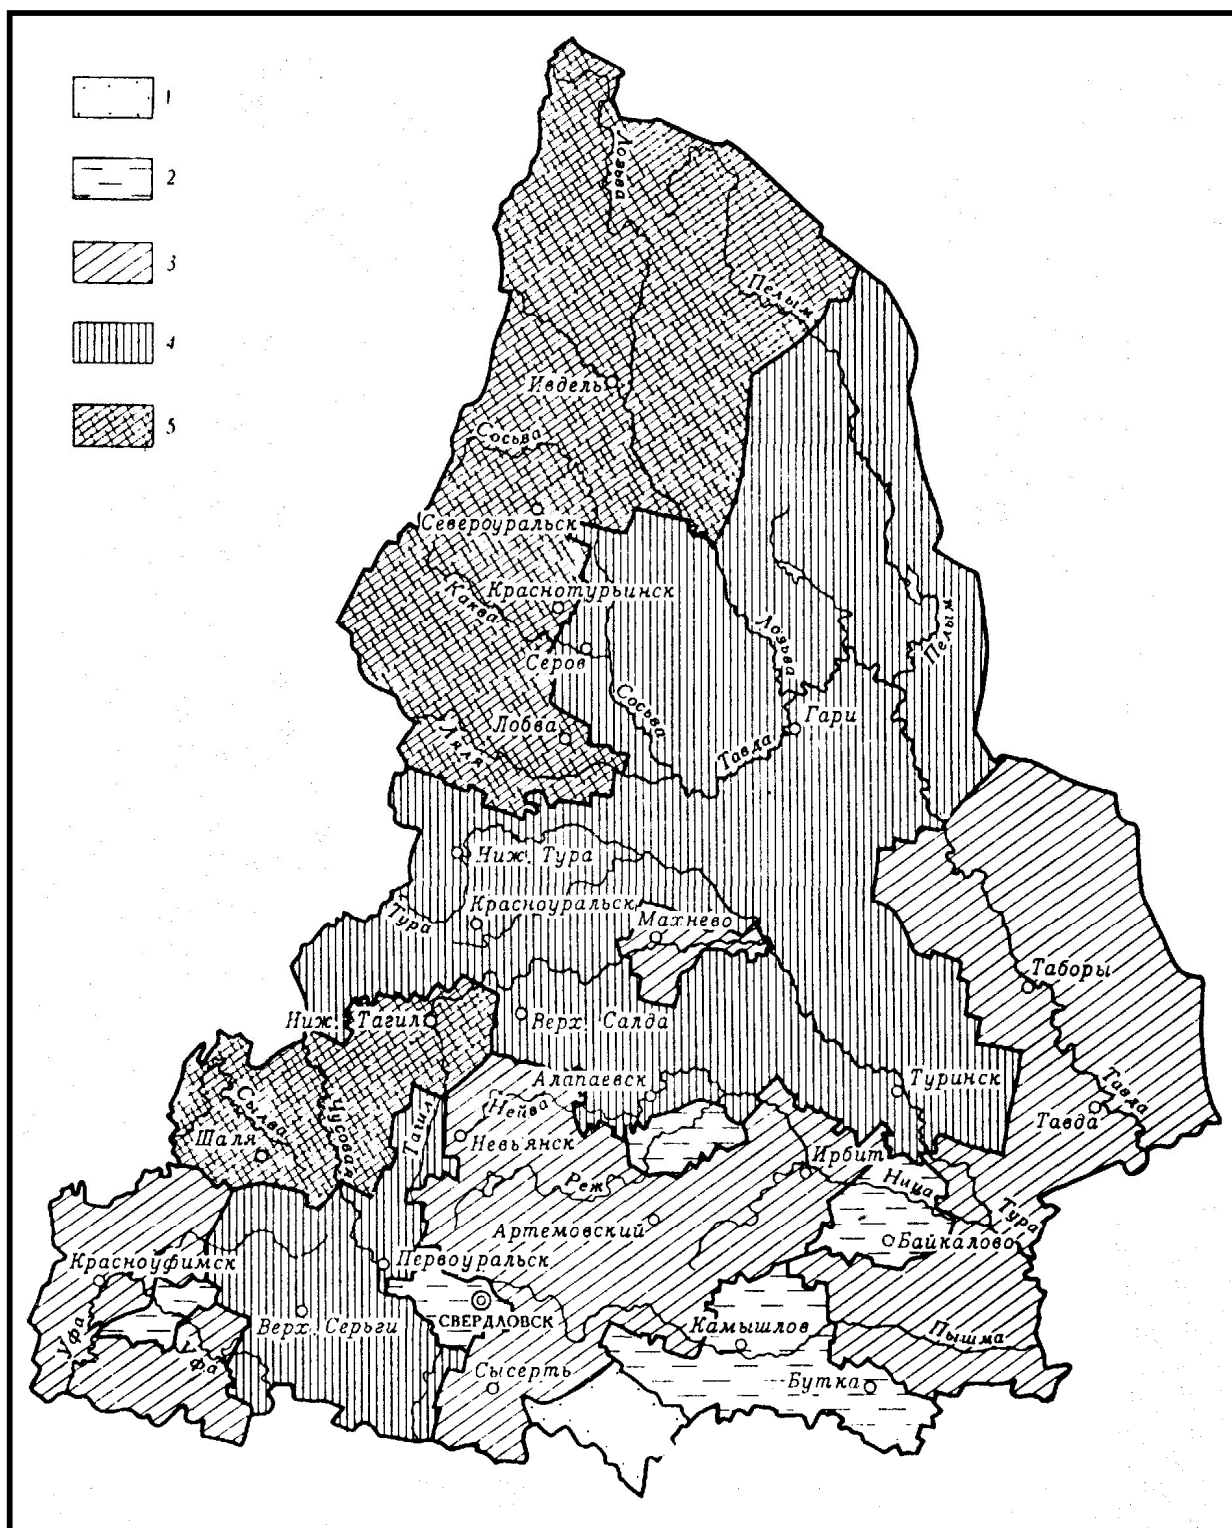 1
2
3
4
5
Лозьва
Пелым
Ивдель
Сосьва
Североуральск
Каква
Краснотурьинск
Серов
Лозьва
Пелым
Сосьва
Гари
Лобва
Ляля
Тавда
Ниж. Тура
Тура
Красноуральск
Махнево
Таборы
Ниж. Тагил
Верх. Салда
Алапаевск
Туринск
Тавда
Тавда
Сылва
Чусовая
Шаля
Тагил
Нейва
Невьянск
Реж
Ирбит
Ница
Тура
Артемовский
Байкалово
Красноуфимск
Первоуральск
СВЕРДЛОВСК
Уфа
Уфа
Верх. Серьги
Камышлов
Пышма
Сысерть
Бутка